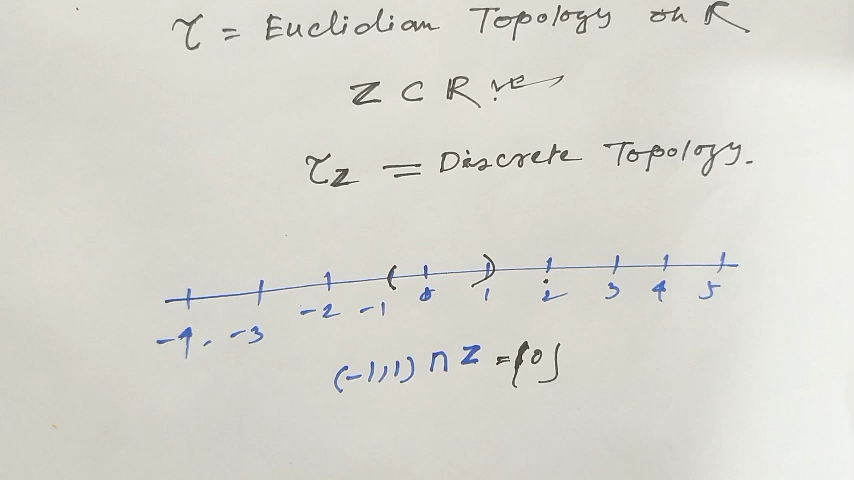 τ = Euclidian Topology on R
Z ⊂ R
τz = Discrete Topology.
-4, -3 -2 -1 0 1 2 3 4 5
(-1,1) ∩ Z = {0}